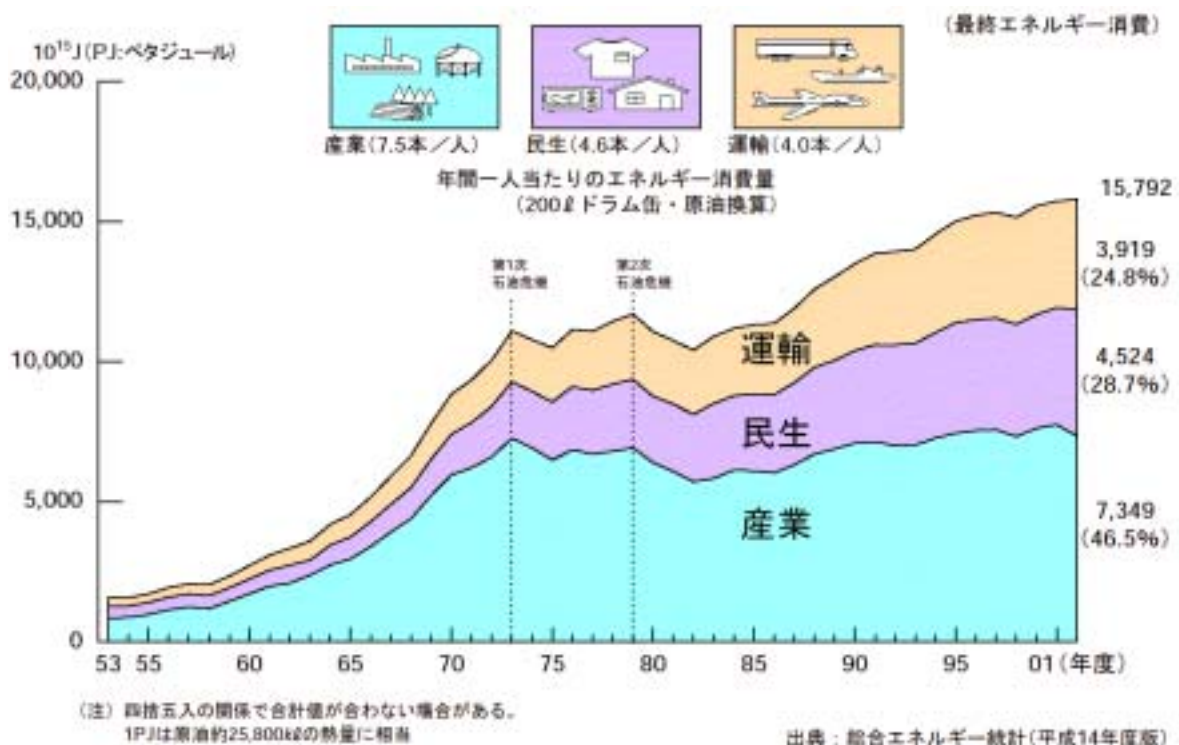 (最終エネルギー消費)
10¹⁵J(PJ:ペタジュール)
産業(7.5本/人)
民生(4.6本/人)
運輸(4.0本/人)
年間一人当たりのエネルギー消費量
(200ℓドラム缶・原油換算)
20,000
15,000
10,000
5,000
0
第1次
石油危機
第2次
石油危機
運輸
民生
産業
15,792
3,919
(24.8%)
4,524
(28.7%)
7,349
(46.5%)
53 55 60 65 70 75 80 85 90 95 01(年度)
(注) 四捨五入の関係で合計値が合わない場合がある。
1PJは原油約25,800kℓの熱量に相当
出典:総合エネルギー統計(平成14年度版)